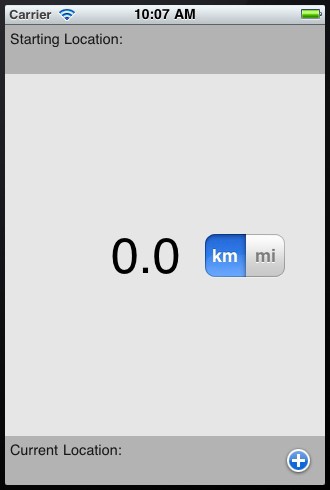 Carrier 10:07 AM
Starting Location:
0.0 km mi
Current Location: